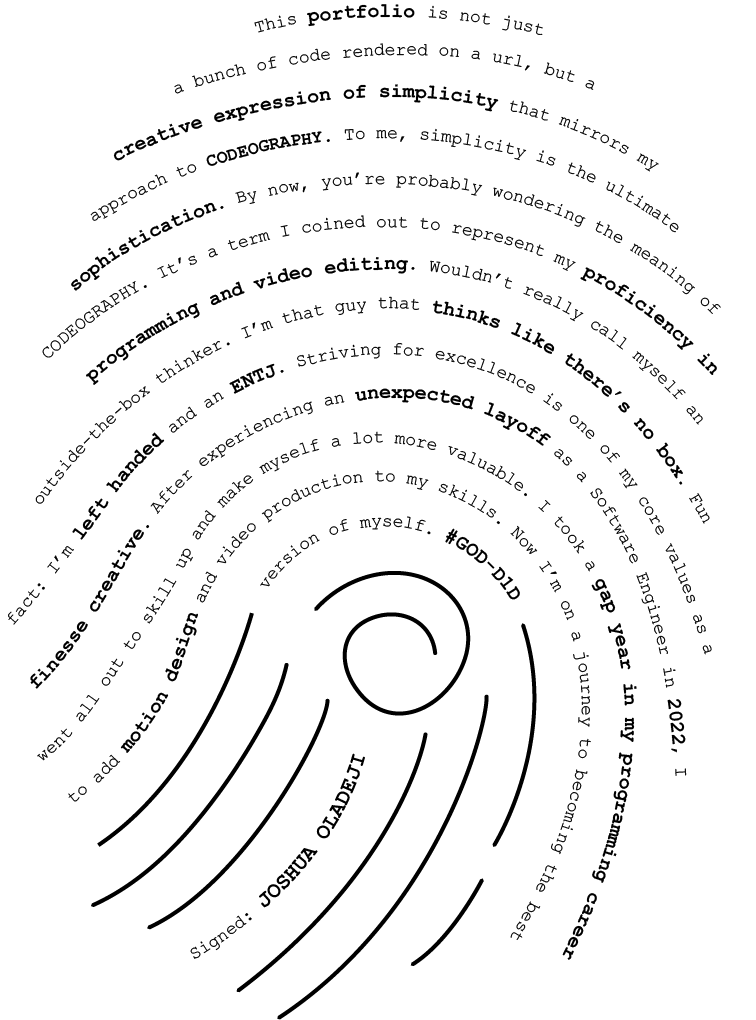 This portfolio is not just
a bunch of code rendered on a url, but a
creative expression of simplicity that mirrors my
approach to CODEOGRAPHY. To me, simplicity is the ultimate
sophistication. By now, you’re probably wondering the meaning of
CODEOGRAPHY. It’s a term I coined out to represent my proficiency in
programming and video editing. Wouldn’t really call myself an
outside-the-box thinker. I’m that guy that thinks like there’s no box. Fun
fact: I’m left handed and an ENTJ. Striving for excellence is one of my core values as a
finesse creative. After experiencing an unexpected layoff as a Software Engineer in 2022, I
went all out to skill up and make myself a lot more valuable. I took a gap year in my programming career
to add motion design and video production to my skills. Now I’m on a journey to becoming the best
version of myself. #GOD-D1D
Signed: JOSHUA OLADEJI